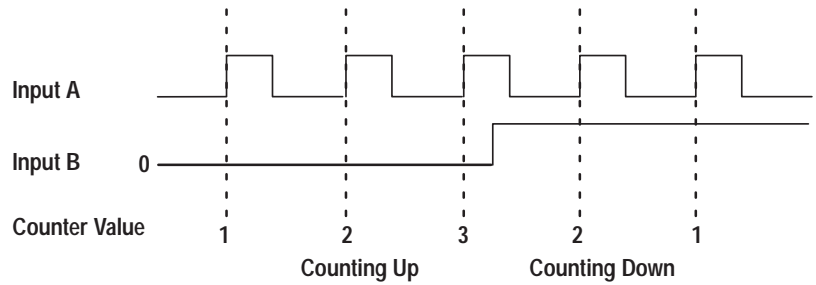 Input A
Input B 0
Counter Value 1 2 3 2 1
Counting Up Counting Down